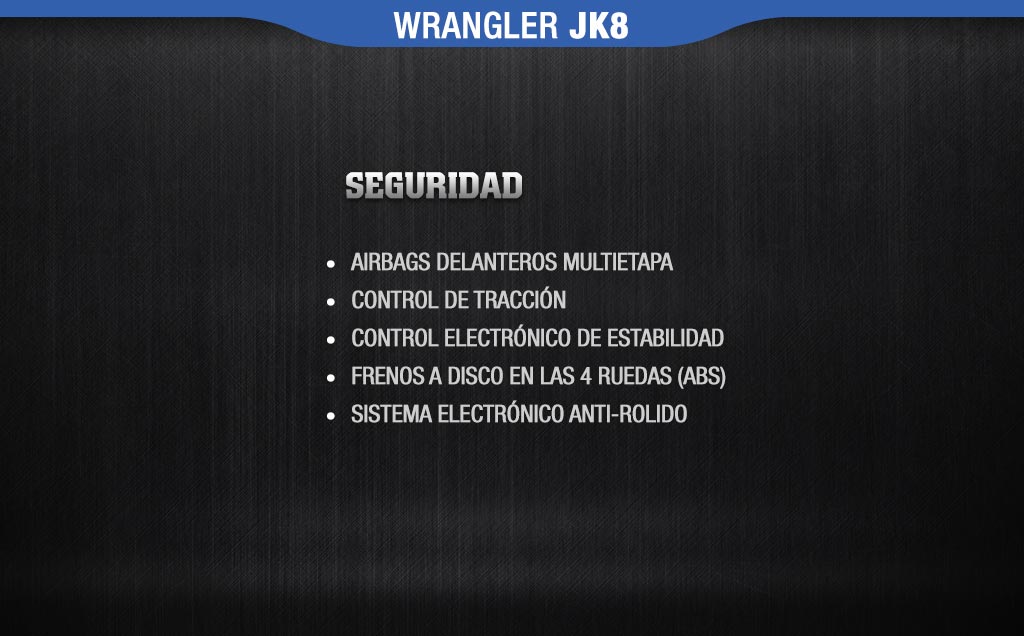 WRANGLER JK8
SEGURIDAD
• AIRBAGS DELANTEROS MULTIETAPA
• CONTROL DE TRACCIÓN
• CONTROL ELECTRÓNICO DE ESTABILIDAD
• FRENOS A DISCO EN LAS 4 RUEDAS (ABS)
• SISTEMA ELECTRÓNICO ANTI-ROLIDO